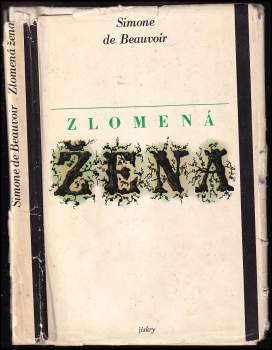 Simone de Beauvoir Zlomená žena
Simone
de Beauvoir
ZLOMENÁ
ŽENA
jiskry